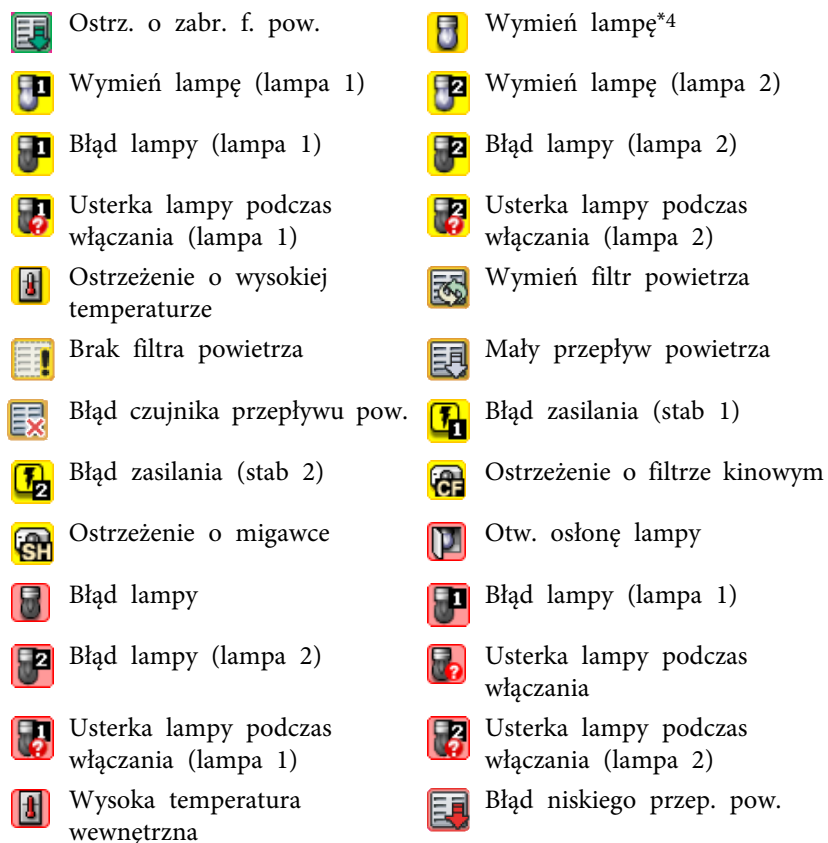 Ostrz. o zabr. f. pow.
Wymień lampę*4
Wymień lampę (lampa 1)
Wymień lampę (lampa 2)
Błąd lampy (lampa 1)
Błąd lampy (lampa 2)
Usterka lampy podczas
włączania (lampa 1)
Usterka lampy podczas
włączania (lampa 2)
Ostrzeżenie o wysokiej
temperaturze
Wymień filtr powietrza
Brak filtra powietrza
Mały przepływ powietrza
Błąd czujnika przepływu pow.
Błąd zasilania (stab 1)
Błąd zasilania (stab 2)
Ostrzeżenie o filtrze kinowym
Ostrzeżenie o migawce
Otw. osłonę lampy
Błąd lampy
Błąd lampy (lampa 1)
Błąd lampy (lampa 2)
Usterka lampy podczas
włączania
Usterka lampy podczas
włączania (lampa 1)
Usterka lampy podczas
włączania (lampa 2)
Wysoka temperatura
wewnętrzna
Błąd niskiego przep. pow.